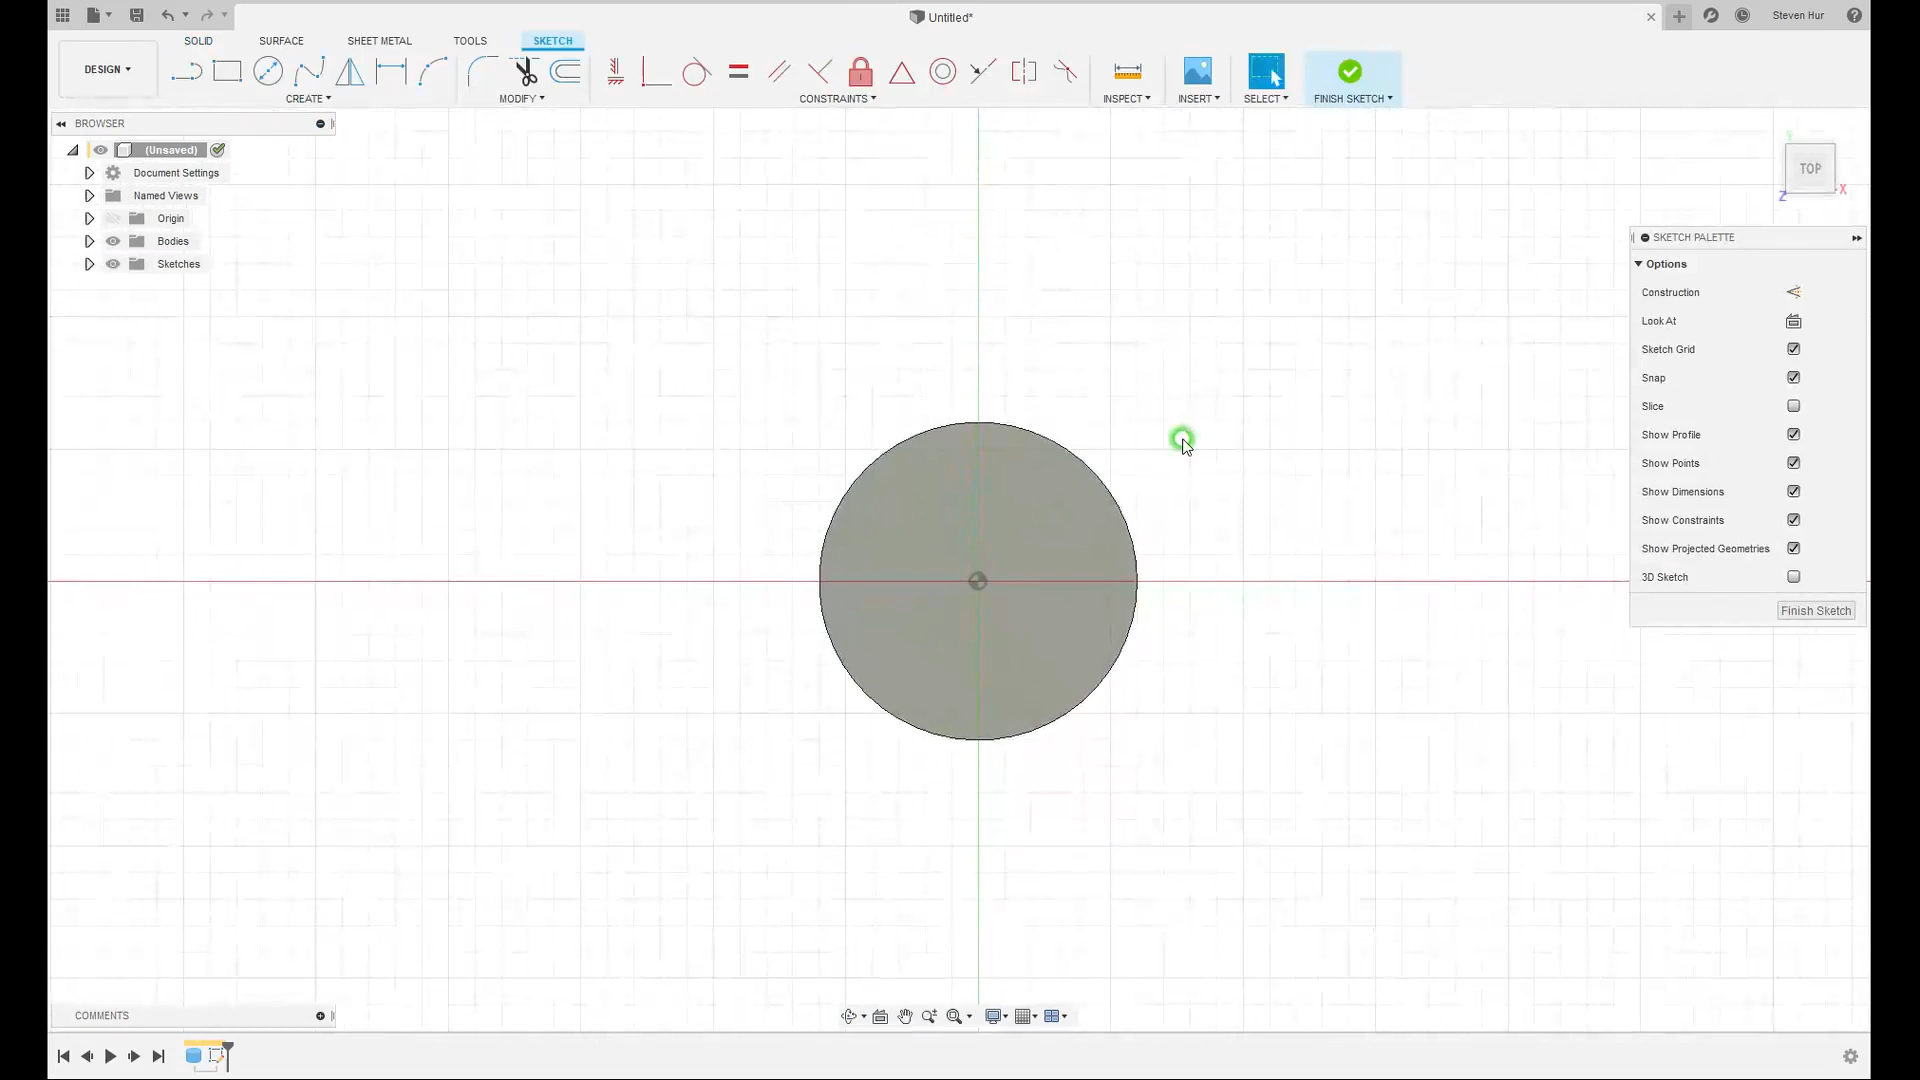 Untitled*
Steven Hur
SOLID
SURFACE
SHEET METAL
TOOLS
SKETCH
DESIGN
CREATE
MODIFY
CONSTRAINTS
INSPECT
INSERT
SELECT
FINISH SKETCH
BROWSER
(Unsaved)
Document Settings
Named Views
Origin
Bodies
Sketches
Y
TOP
X
Z
SKETCH PALETTE
Options
Construction
Look At
Sketch Grid
Snap
Slice
Show Profile
Show Points
Show Dimensions
Show Constraints
Show Projected Geometries
3D Sketch
Finish Sketch
COMMENTS